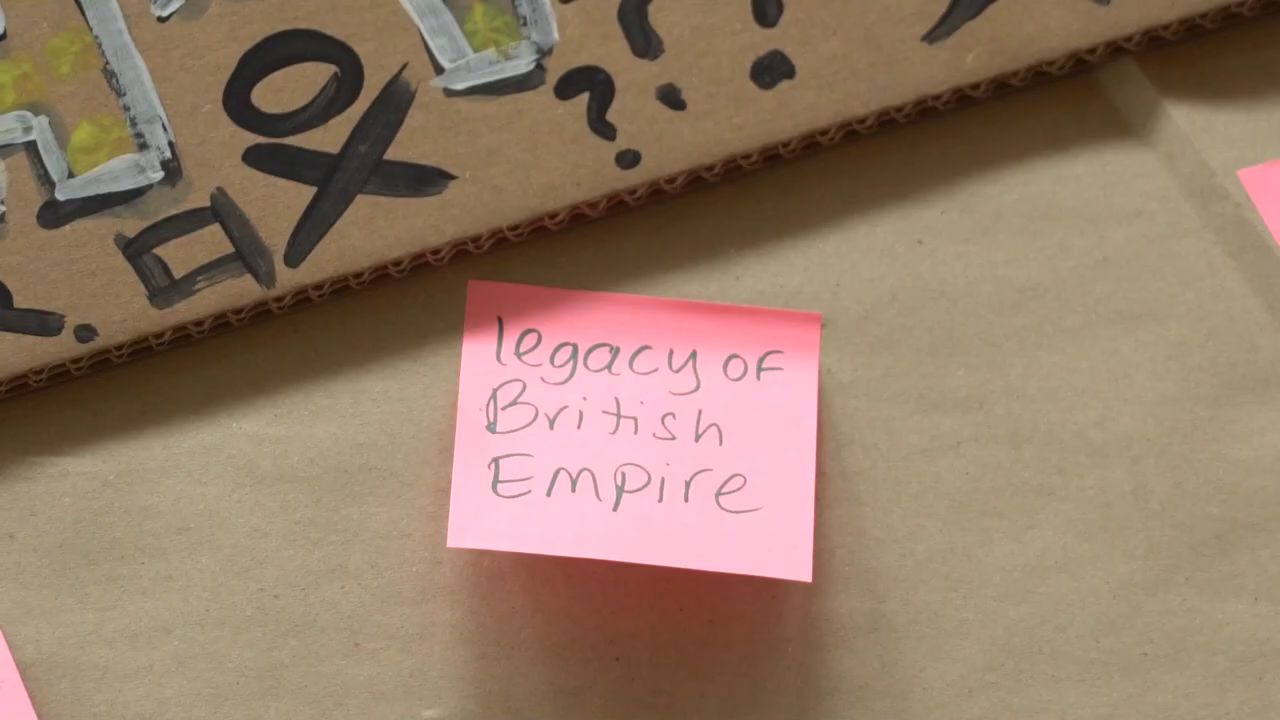 ? ? ?
?
legacy of
British
Empire